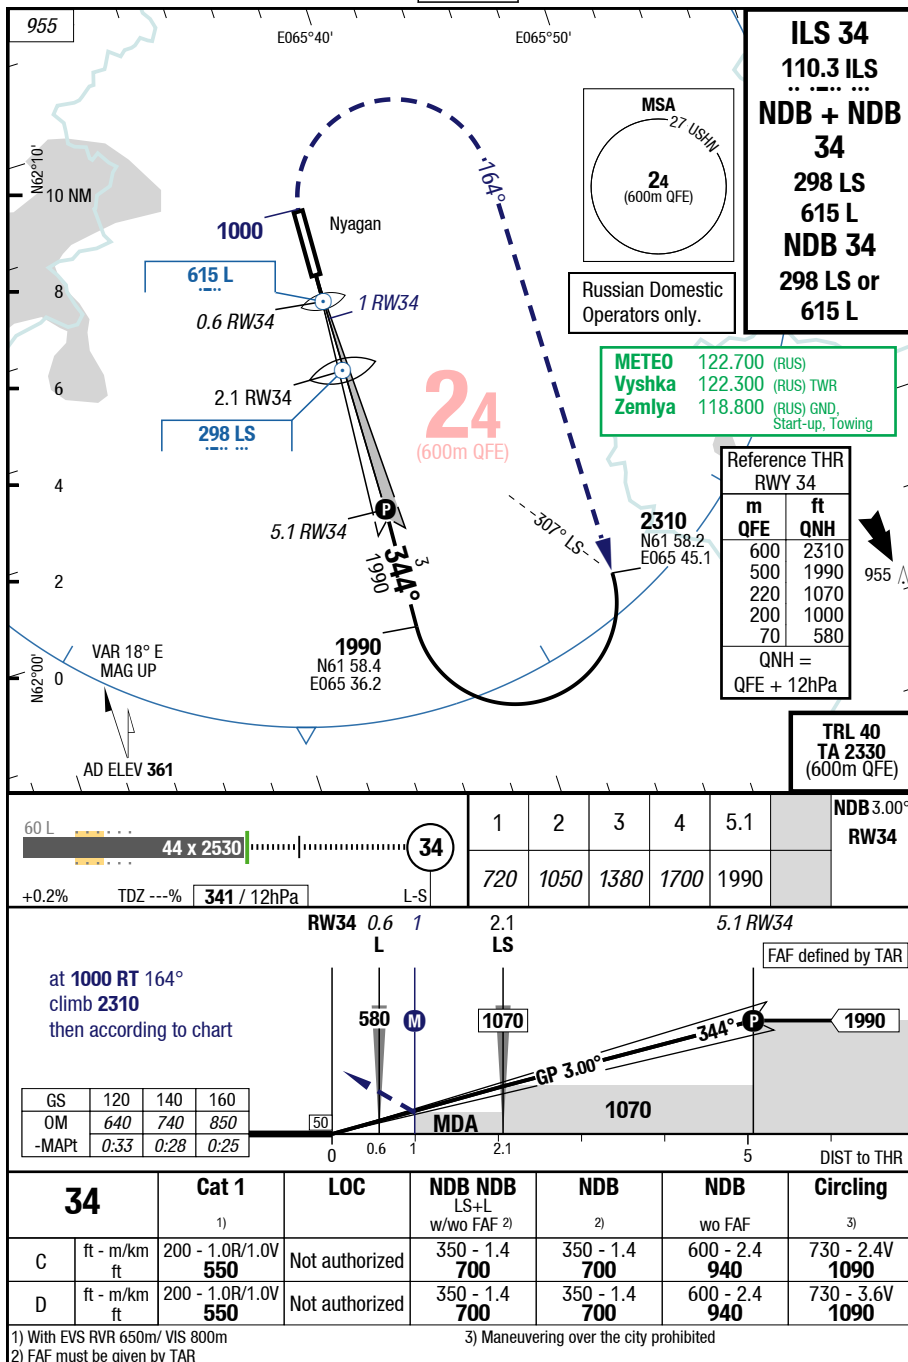 955
E065°40'
E065°50'
ILS 34
110.3 ILS
NDB + NDB
34
298 LS
615 L
NDB 34
298 LS or
615 L
MSA
27 USHN
24
(600m QFE)
N62°10'
10 NM
164°
1000
Nyagan
Russian Domestic
Operators only.
615 L
8
0.6 RW34
1 RW34
METEO 122.700 (RUS)
Vyshka 122.300 (RUS) TWR
Zemlya 118.800 (RUS) GND,
Start-up, Towing
6
2.1 RW34
24
(600m QFE)
298 LS
Reference THR
RWY 34
m ft
QFE QNH
600 2310
500 1990
220 1070
200 1000
70 580
QNH =
QFE + 12hPa
4
5.1 RW34
307° LS
2310
N61 58.2
E065 45.1
955
344°
3
1990
2
1990
N61 58.4
E065 36.2
VAR 18° E
MAG UP
N62°00'
0
AD ELEV 361
TRL 40
TA 2330
(600m QFE)
60 L
44 x 2530
34
+0.2% TDZ ---% 341 / 12hPa L-S
1 2 3 4 5.1 NDB 3.00°
RW34
720 1050 1380 1700 1990
RW34 0.6 1 2.1 5.1 RW34
L LS
FAF defined by TAR
at 1000 RT 164°
climb 2310
then according to chart
580 M 1070 344° P 1990
GP 3.00°
GS 120 140 160
OM 640 740 850
-MAPt 0:33 0:28 0:25
50
MDA
1070
0 0.6 1 2.1 5 DIST to THR
34 Cat 1 LOC NDB NDB NDB NDB Circling
LS+L
1) w/wo FAF 2) 2) wo FAF 3)
C ft - m/km 200 - 1.0R/1.0V Not authorized 350 - 1.4 350 - 1.4 600 - 2.4 730 - 2.4V
ft 550 700 700 940 1090
D ft - m/km 200 - 1.0R/1.0V Not authorized 350 - 1.4 350 - 1.4 600 - 2.4 730 - 3.6V
ft 550 700 700 940 1090
1) With EVS RVR 650m/ VIS 800m 3) Maneuvering over the city prohibited
2) FAF must be given by TAR